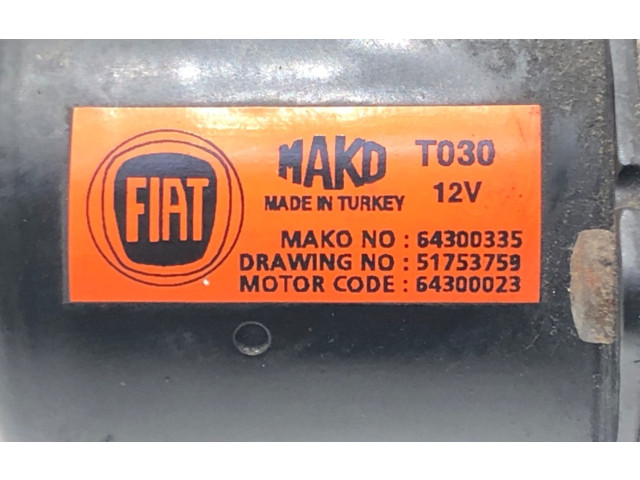 FIAT
MAKO T030
MADE IN TURKEY 12V
MAKO NO : 64300335
DRAWING NO : 51753759
MOTOR CODE : 64300023